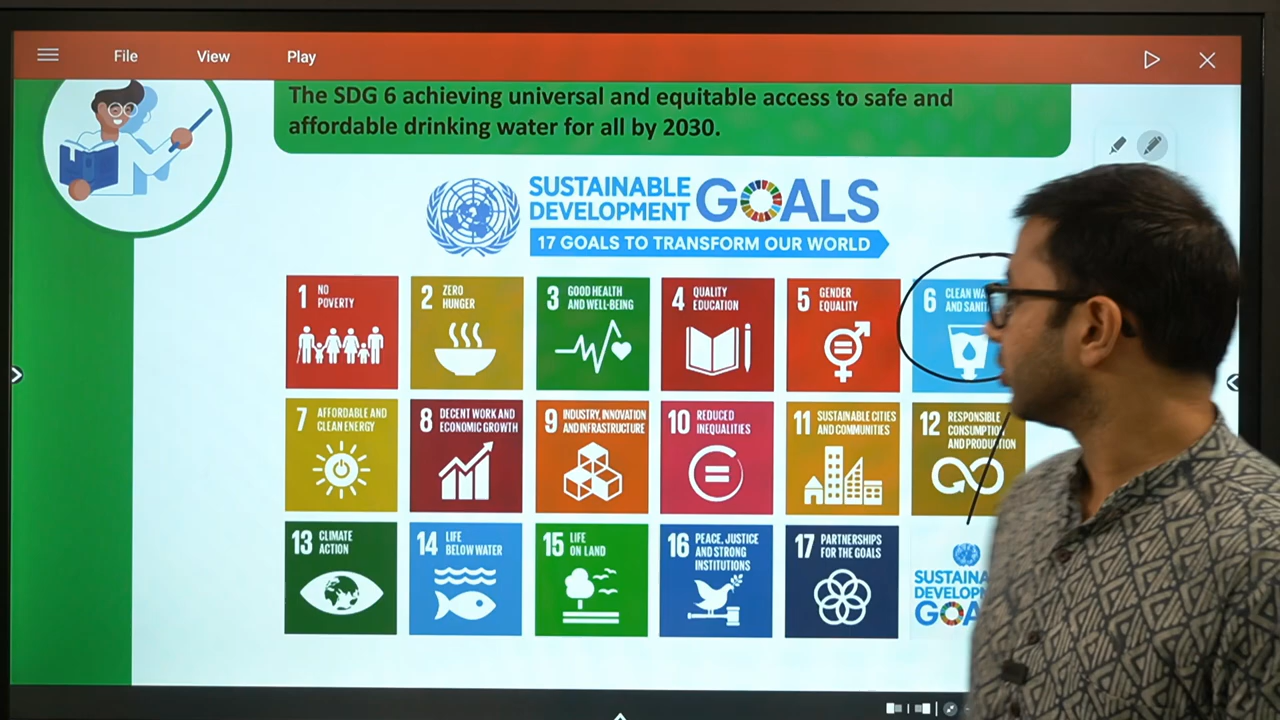 File View Play
The SDG 6 achieving universal and equitable access to safe and
affordable drinking water for all by 2030.
SUSTAINABLE
DEVELOPMENT
GOALS
17 GOALS TO TRANSFORM OUR WORLD
1 NO
POVERTY
2 ZERO
HUNGER
3 GOOD HEALTH
AND WELL-BEING
4 QUALITY
EDUCATION
5 GENDER
EQUALITY
6 CLEAN
AND
7 AFFORDABLE AND
CLEAN ENERGY
8 DECENT WORK AND
ECONOMIC GROWTH
9 INDUSTRY, INNOVATION
AND INFRASTRUCTURE
10 REDUCED
INEQUALITIES
11 SUSTAINABLE CITIES
AND COMMUNITIES
12 RESPONSIBLE
CONSUMPTION
AND PRODUCTION
13 CLIMATE
ACTION
14 LIFE
BELOW WATER
15 LIFE
ON LAND
16 PEACE, JUSTICE
AND STRONG
INSTITUTIONS
17 PARTNERSHIPS
FOR THE GOALS